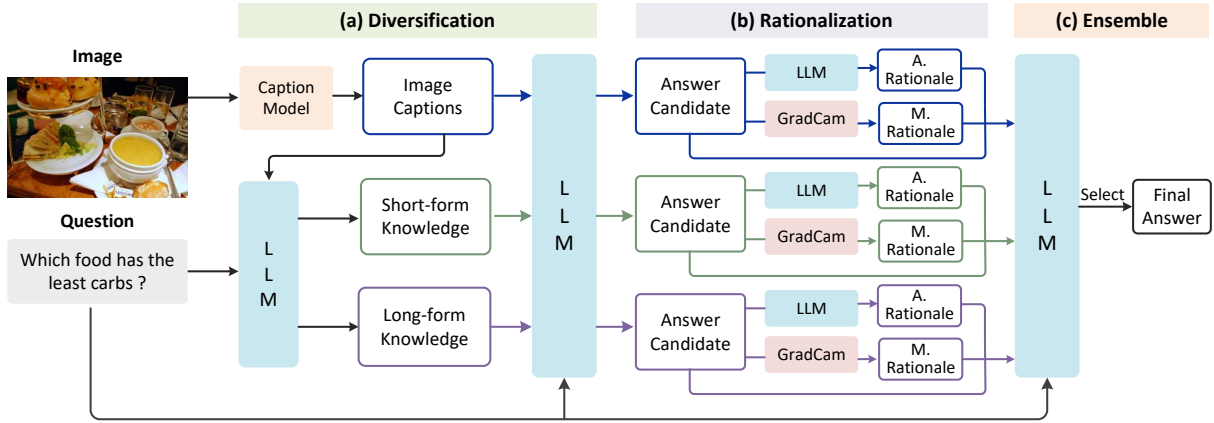 (a) Diversification
(b) Rationalization
(c) Ensemble
Image
Caption
Model
Image
Captions
L
L
M
Answer
Candidate
LLM
A.
Rationale
GradCam
M.
Rationale
Question
Which food has the
least carbs ?
L
L
M
Short-form
Knowledge
Answer
Candidate
LLM
A.
Rationale
GradCam
M.
Rationale
Long-form
Knowledge
Answer
Candidate
LLM
A.
Rationale
GradCam
M.
Rationale
L
L
M
Select
Final
Answer